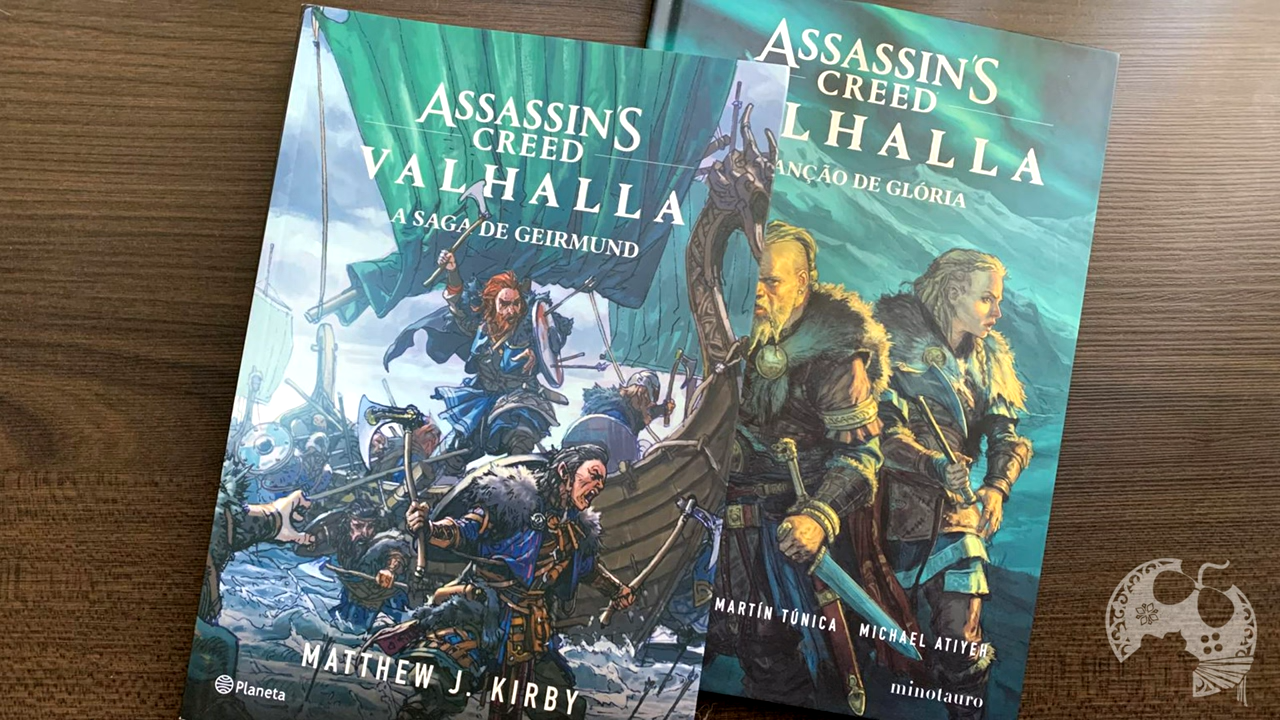 ASSASSIN'S
CREED
VALHALLA
A SAGA DE GEIRMUND
MATTHEW J. KIRBY
Planeta
ASSASSIN'S
CREED
LHALLA
ANÇÃO DE GLÓRIA
MARTÍN TÚNICA MICHAEL ATIYEH
minotauro